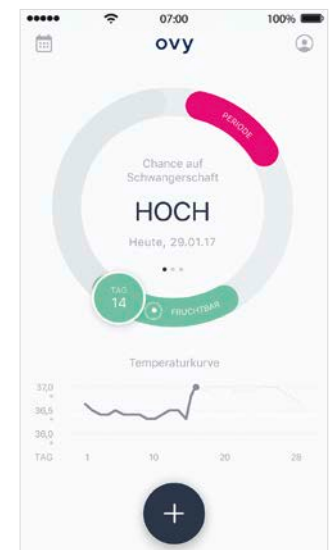 07:00 100%
ovy
PERIODE
Chance auf
Schwangerschaft
HOCH
Heute, 29.01.17
TAG
14
FRUCHTBAR
Temperaturkurve
37,0
36,5
36,0
TAG 1 10 20 28